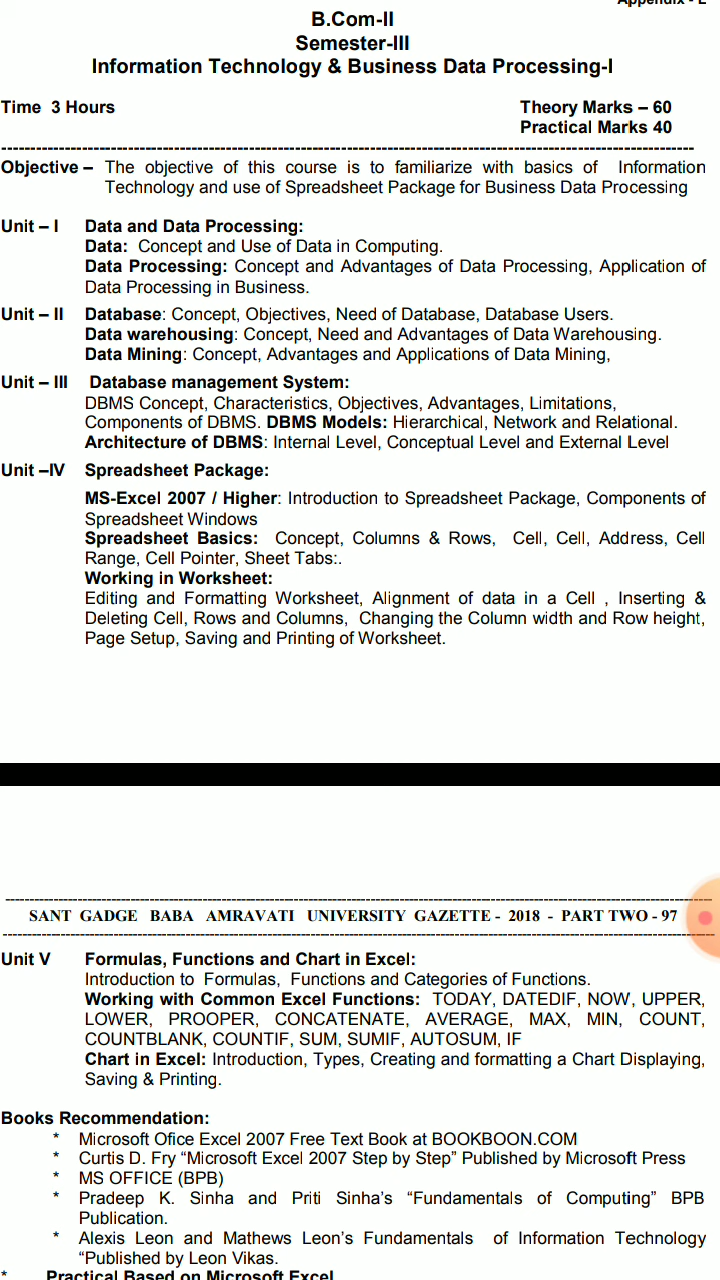 Appendix - E
B.Com-II
Semester-III
Information Technology & Business Data Processing-I
Time 3 Hours Theory Marks – 60
Practical Marks 40
Objective – The objective of this course is to familiarize with basics of Information
Technology and use of Spreadsheet Package for Business Data Processing
Unit – I Data and Data Processing:
Data: Concept and Use of Data in Computing.
Data Processing: Concept and Advantages of Data Processing, Application of
Data Processing in Business.
Unit – II Database: Concept, Objectives, Need of Database, Database Users.
Data warehousing: Concept, Need and Advantages of Data Warehousing.
Data Mining: Concept, Advantages and Applications of Data Mining,
Unit – III Database management System:
DBMS Concept, Characteristics, Objectives, Advantages, Limitations,
Components of DBMS. DBMS Models: Hierarchical, Network and Relational.
Architecture of DBMS: Internal Level, Conceptual Level and External Level
Unit –IV Spreadsheet Package:
MS-Excel 2007 / Higher: Introduction to Spreadsheet Package, Components of
Spreadsheet Windows
Spreadsheet Basics: Concept, Columns & Rows, Cell, Cell, Address, Cell
Range, Cell Pointer, Sheet Tabs:.
Working in Worksheet:
Editing and Formatting Worksheet, Alignment of data in a Cell , Inserting &
Deleting Cell, Rows and Columns, Changing the Column width and Row height,
Page Setup, Saving and Printing of Worksheet.
SANT GADGE BABA AMRAVATI UNIVERSITY GAZETTE - 2018 - PART TWO - 97
Unit V Formulas, Functions and Chart in Excel:
Introduction to Formulas, Functions and Categories of Functions.
Working with Common Excel Functions: TODAY, DATEDIF, NOW, UPPER,
LOWER, PROOPER, CONCATENATE, AVERAGE, MAX, MIN, COUNT,
COUNTBLANK, COUNTIF, SUM, SUMIF, AUTOSUM, IF
Chart in Excel: Introduction, Types, Creating and formatting a Chart Displaying,
Saving & Printing.
Books Recommendation:
* Microsoft Ofice Excel 2007 Free Text Book at BOOKBOON.COM
* Curtis D. Fry “Microsoft Excel 2007 Step by Step” Published by Microsoft Press
* MS OFFICE (BPB)
* Pradeep K. Sinha and Priti Sinha’s “Fundamentals of Computing” BPB
Publication.
* Alexis Leon and Mathews Leon’s Fundamentals of Information Technology
“Published by Leon Vikas.
* Practical Based on Microsoft Excel